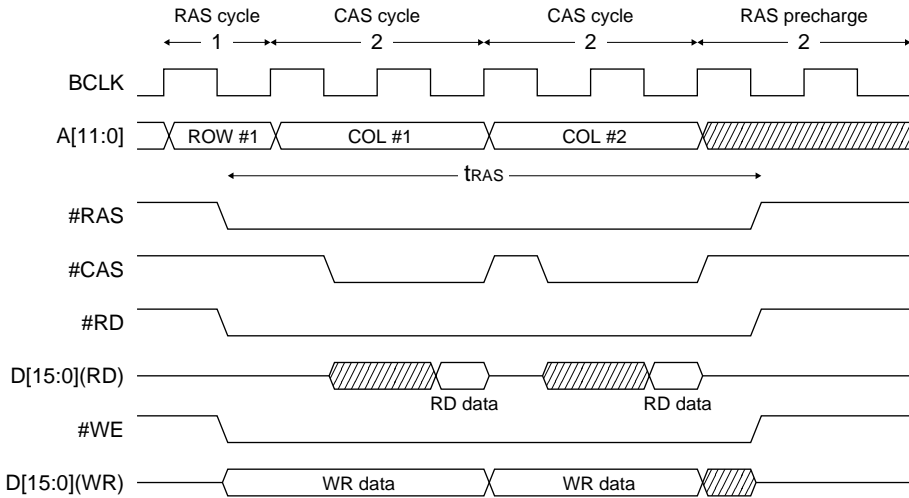 RAS cycle CAS cycle CAS cycle RAS precharge
1 2 2 2
BCLK
A[11:0] ROW #1 COL #1 COL #2
tRAS
#RAS
#CAS
#RD
D[15:0](RD)
RD data RD data
#WE
D[15:0](WR) WR data WR data